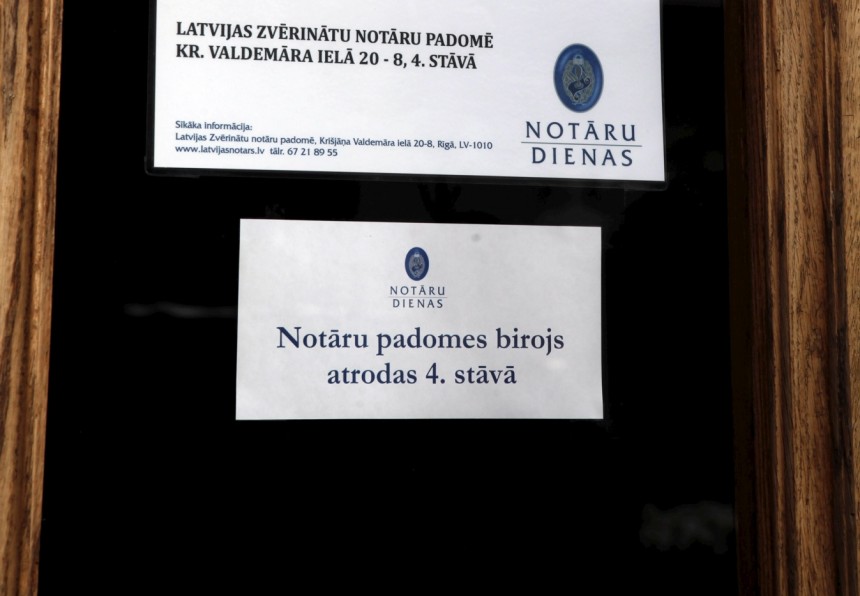 LATVIJAS ZVĒRINĀTU NOTĀRU PADOMĒ
KR. VALDEMĀRA IELĀ 20 - 8, 4. STĀVĀ
Sīkāka informācija:
Latvijas Zvērinātu notāru padomē, Krišjāņa Valdemāra ielā 20-8, Rīgā, LV-1010
www.latvijasnotars.lv tālr. 67 21 89 55
NOTĀRU
DIENAS
NOTĀRU
DIENAS
Notāru padomes birojs
atrodas 4. stāvā